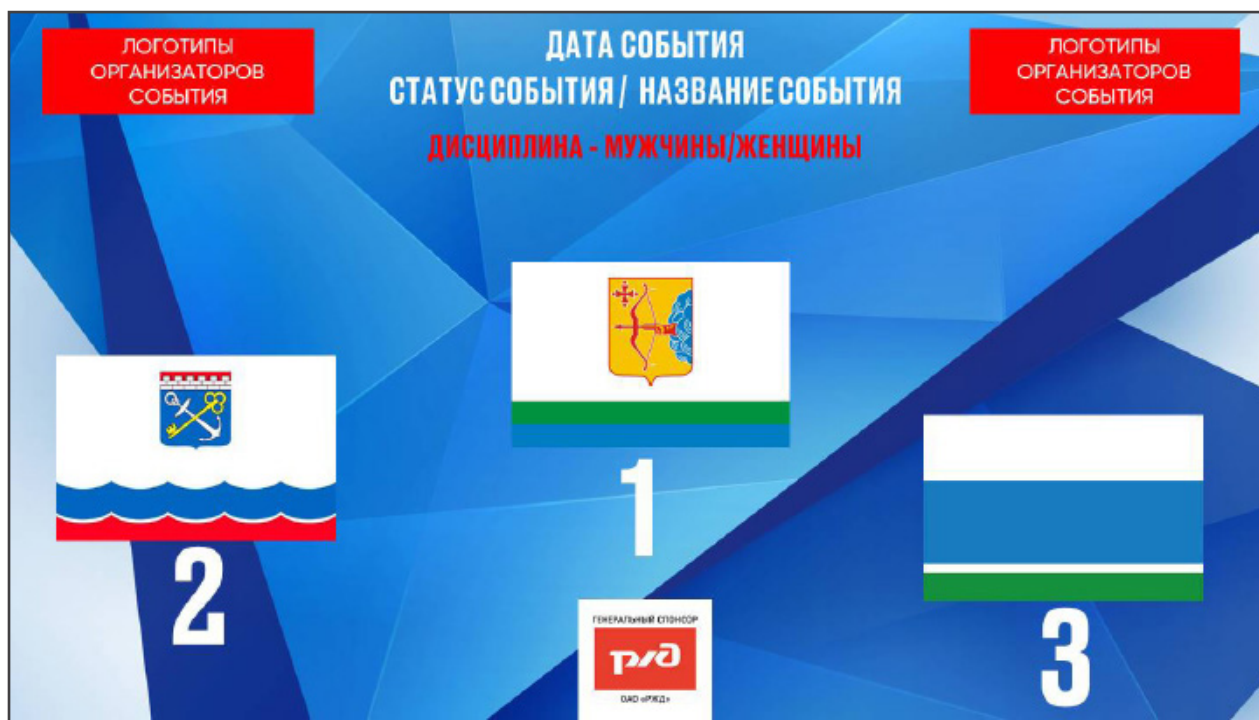 ЛОГОТИПЫ
ОРГАНИЗАТОРОВ
СОБЫТИЯ
ДАТА СОБЫТИЯ
СТАТУС СОБЫТИЯ / НАЗВАНИЕ СОБЫТИЯ
ДИСЦИПЛИНА - МУЖЧИНЫ/ЖЕНЩИНЫ
ЛОГОТИПЫ
ОРГАНИЗАТОРОВ
СОБЫТИЯ
1
2
3
ГЕНЕРАЛЬНЫЙ СПОНСОР
ржд
ОАО «РЖД»